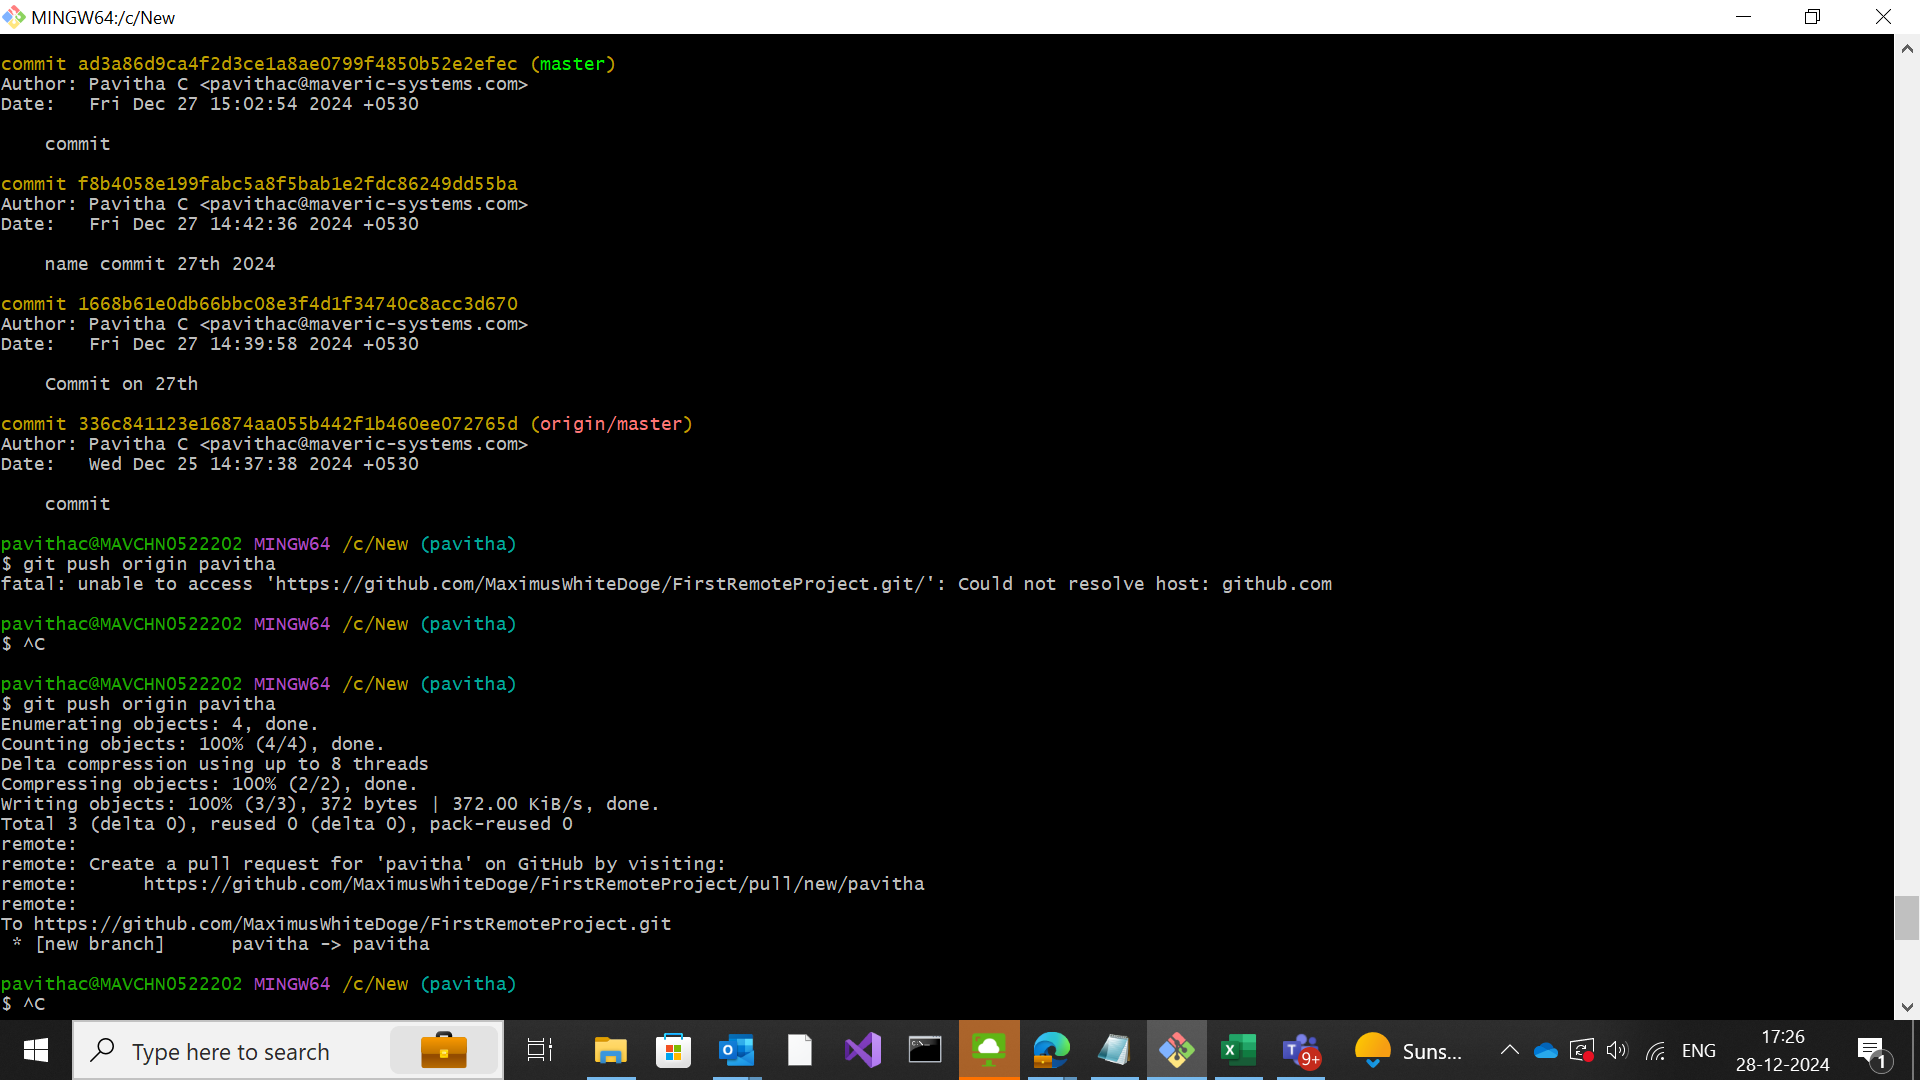 MINGW64:/c/New
commit ad3a86d9ca4f2d3ce1a8ae0799f4850b52e2efec (master)
Author: Pavitha C <pavithac@maveric-systems.com>
Date:   Fri Dec 27 15:02:54 2024 +0530
commit
commit f8b4058e199fabc5a8f5bab1e2fdc86249dd55ba
Author: Pavitha C <pavithac@maveric-systems.com>
Date:   Fri Dec 27 14:42:36 2024 +0530
name commit 27th 2024
commit 1668b61e0db66bbc08e3f4d1f34740c8acc3d670
Author: Pavitha C <pavithac@maveric-systems.com>
Date:   Fri Dec 27 14:39:58 2024 +0530
Commit on 27th
commit 336c841123e16874aa055b442f1b460ee072765d (origin/master)
Author: Pavitha C <pavithac@maveric-systems.com>
Date:   Wed Dec 25 14:37:38 2024 +0530
commit
pavithac@MAVCHN0522202 MINGW64 /c/New (pavitha)
$ git push origin pavitha
fatal: unable to access 'https://github.com/MaximusWhiteDoge/FirstRemoteProject.git/': Could not resolve host: github.com
pavithac@MAVCHN0522202 MINGW64 /c/New (pavitha)
$ ^C
pavithac@MAVCHN0522202 MINGW64 /c/New (pavitha)
$ git push origin pavitha
Enumerating objects: 4, done.
Counting objects: 100% (4/4), done.
Delta compression using up to 8 threads
Compressing objects: 100% (2/2), done.
Writing objects: 100% (3/3), 372 bytes | 372.00 KiB/s, done.
Total 3 (delta 0), reused 0 (delta 0), pack-reused 0
remote:
remote: Create a pull request for 'pavitha' on GitHub by visiting:
remote:      https://github.com/MaximusWhiteDoge/FirstRemoteProject/pull/new/pavitha
remote:
To https://github.com/MaximusWhiteDoge/FirstRemoteProject.git
 * [new branch]      pavitha -> pavitha
pavithac@MAVCHN0522202 MINGW64 /c/New (pavitha)
$ ^C
Type here to search
9+
Suns...
ENG
17:26
28-12-2024
1